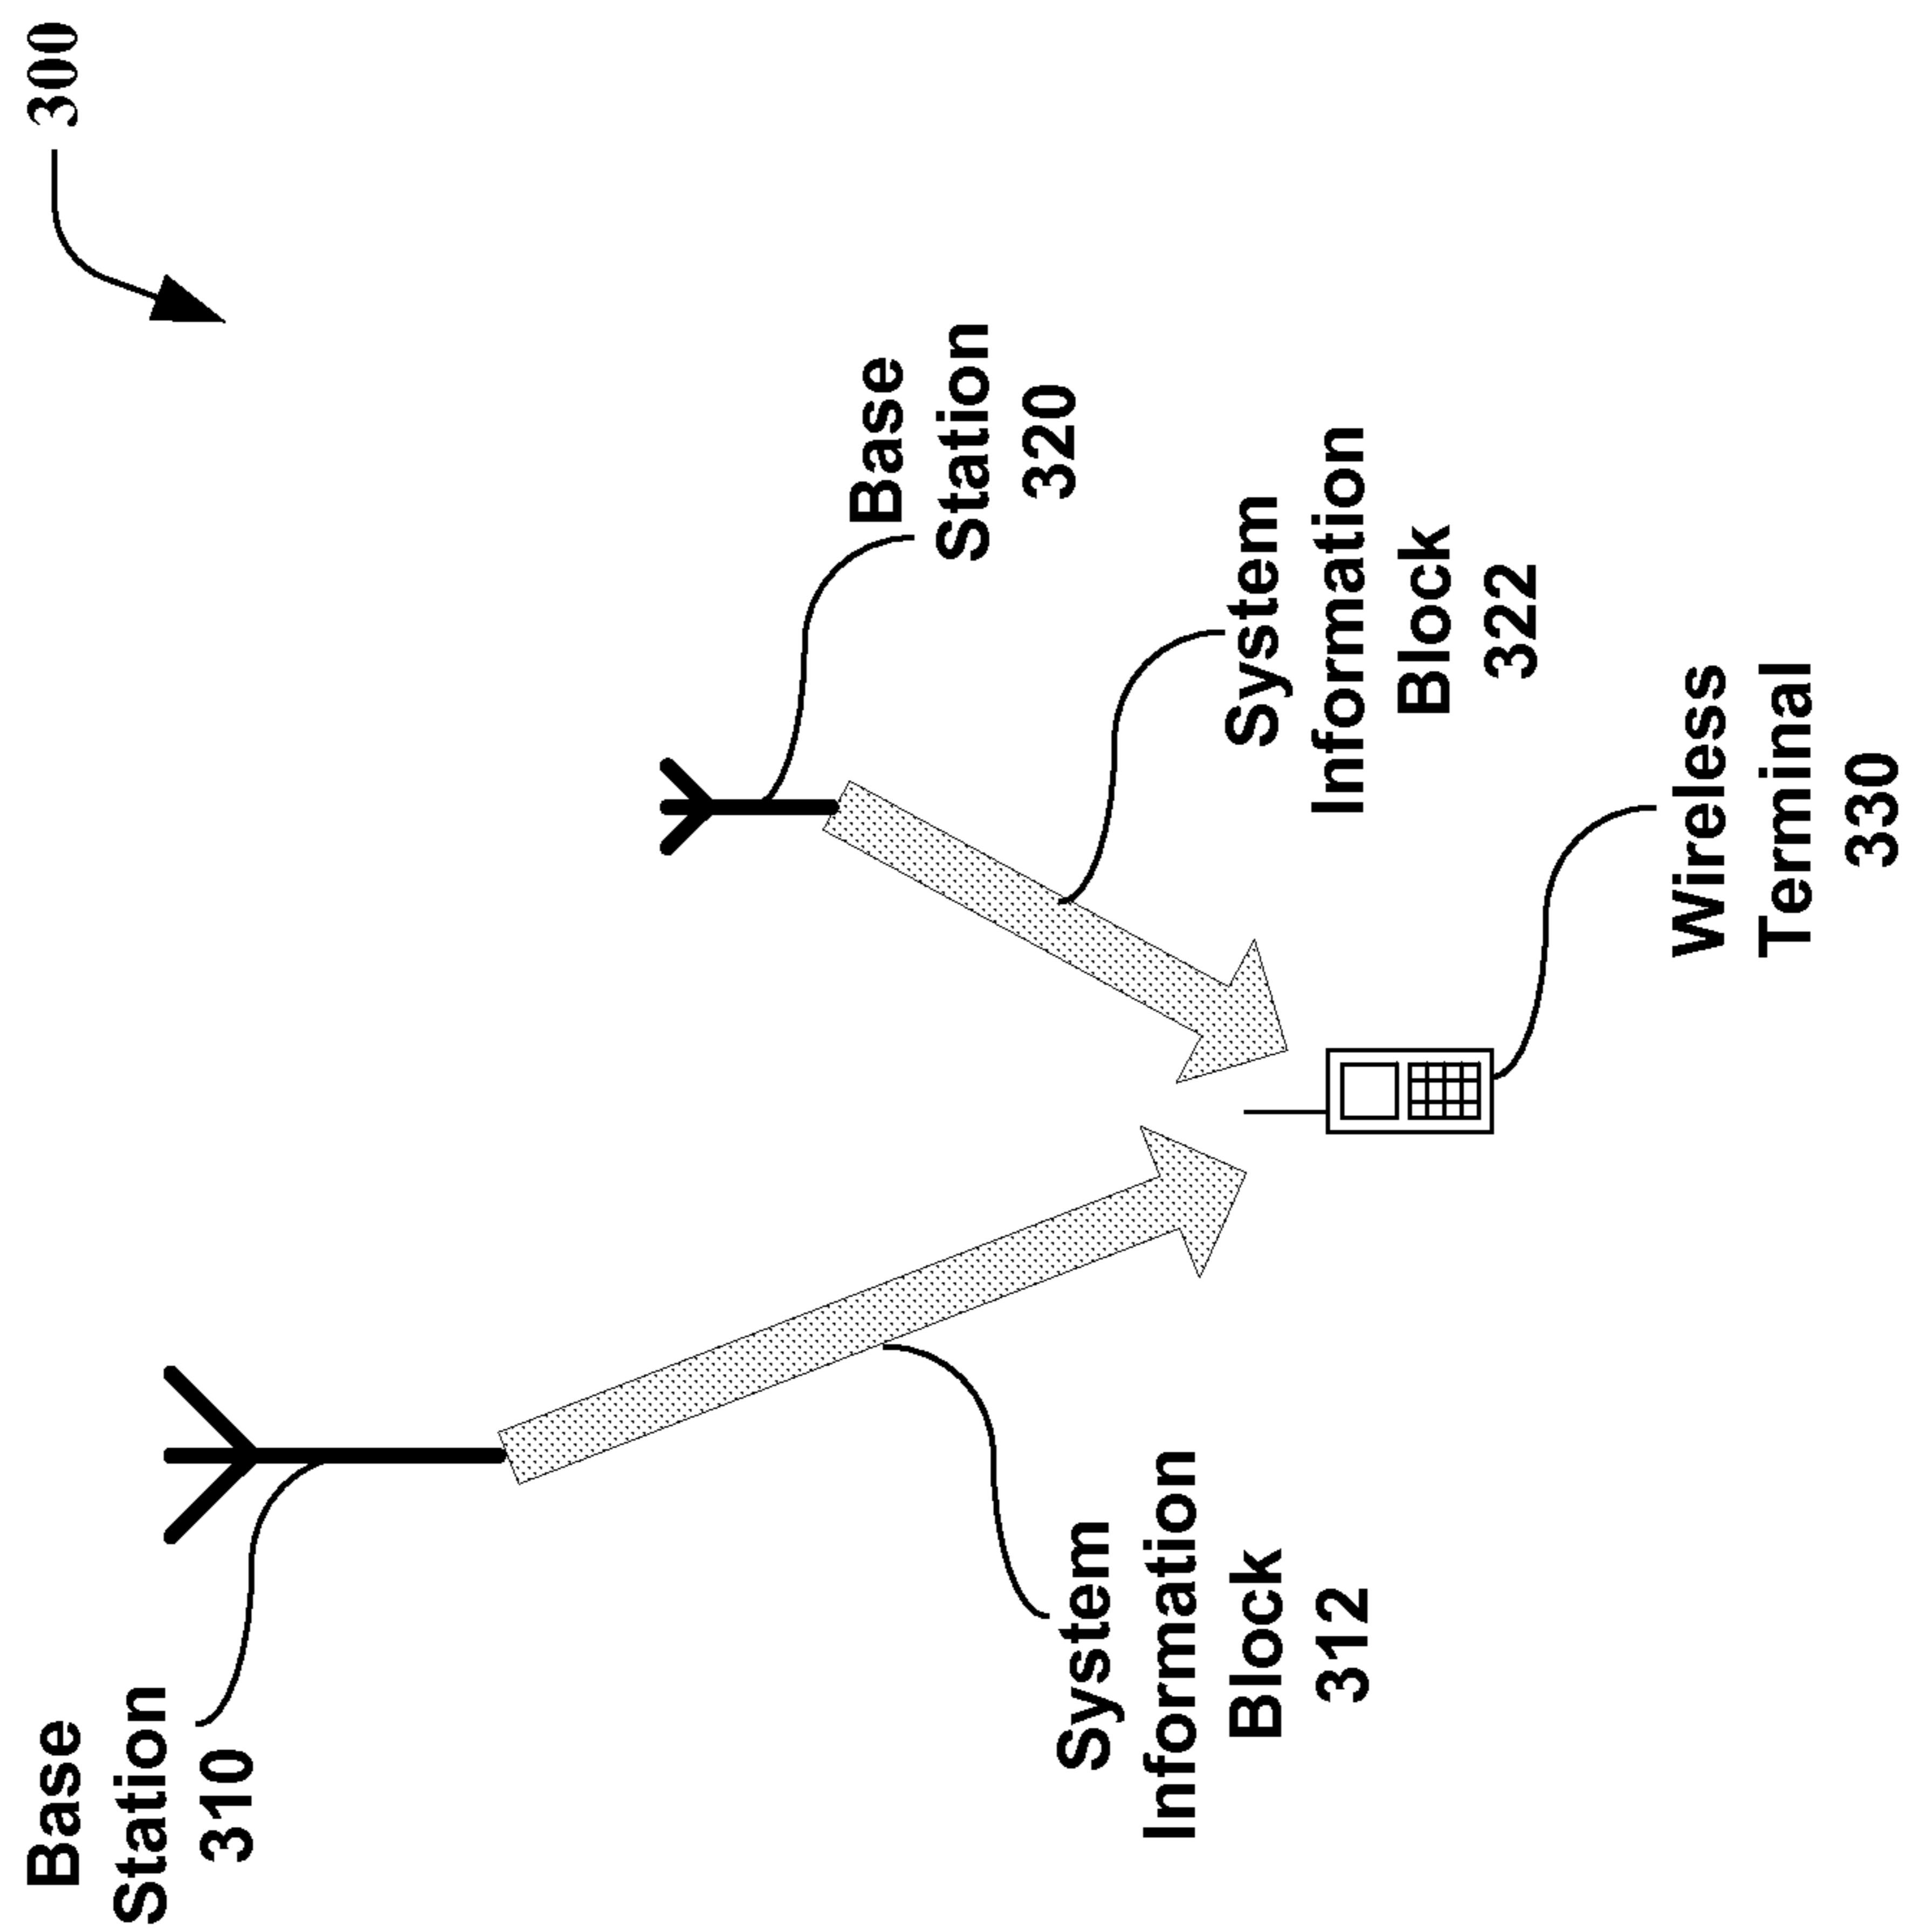 300
Base
Station
310
Base
Station
320
System
Information
Block
312
System
Information
Block
322
Wireless
Terminal
330